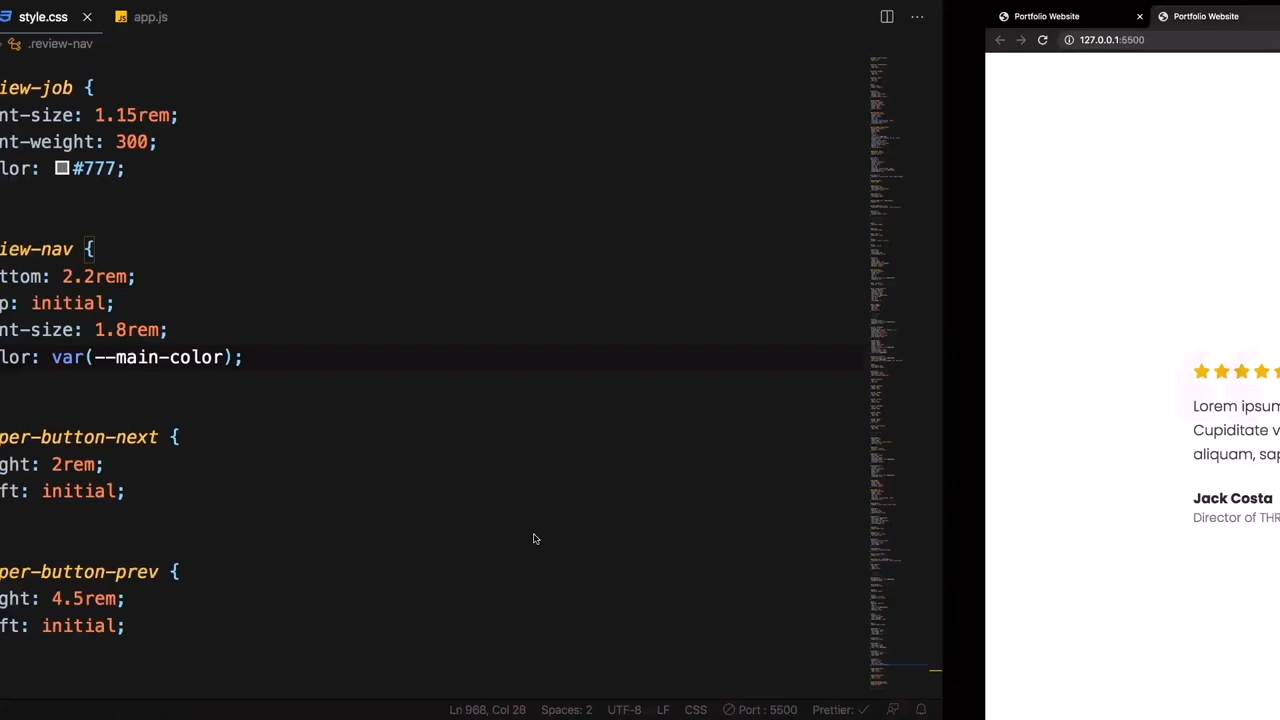 style.css
app.js
.review-nav
view-job {
nt-size: 1.15rem;
nt-weight: 300;
lor: #777;
view-nav {
ttom: 2.2rem;
p: initial;
nt-size: 1.8rem;
lor: var(--main-color);
per-button-next {
ght: 2rem;
ft: initial;
per-button-prev {
ght: 4.5rem;
ft: initial;
Ln 968, Col 28 Spaces: 2 UTF-8 LF CSS Port : 5500 Prettier: ✓
Portfolio Website
Portfolio Website
127.0.0.1:5500
Lorem ipsum
Cupiditate v
aliquam, sap
Jack Costa
Director of THR